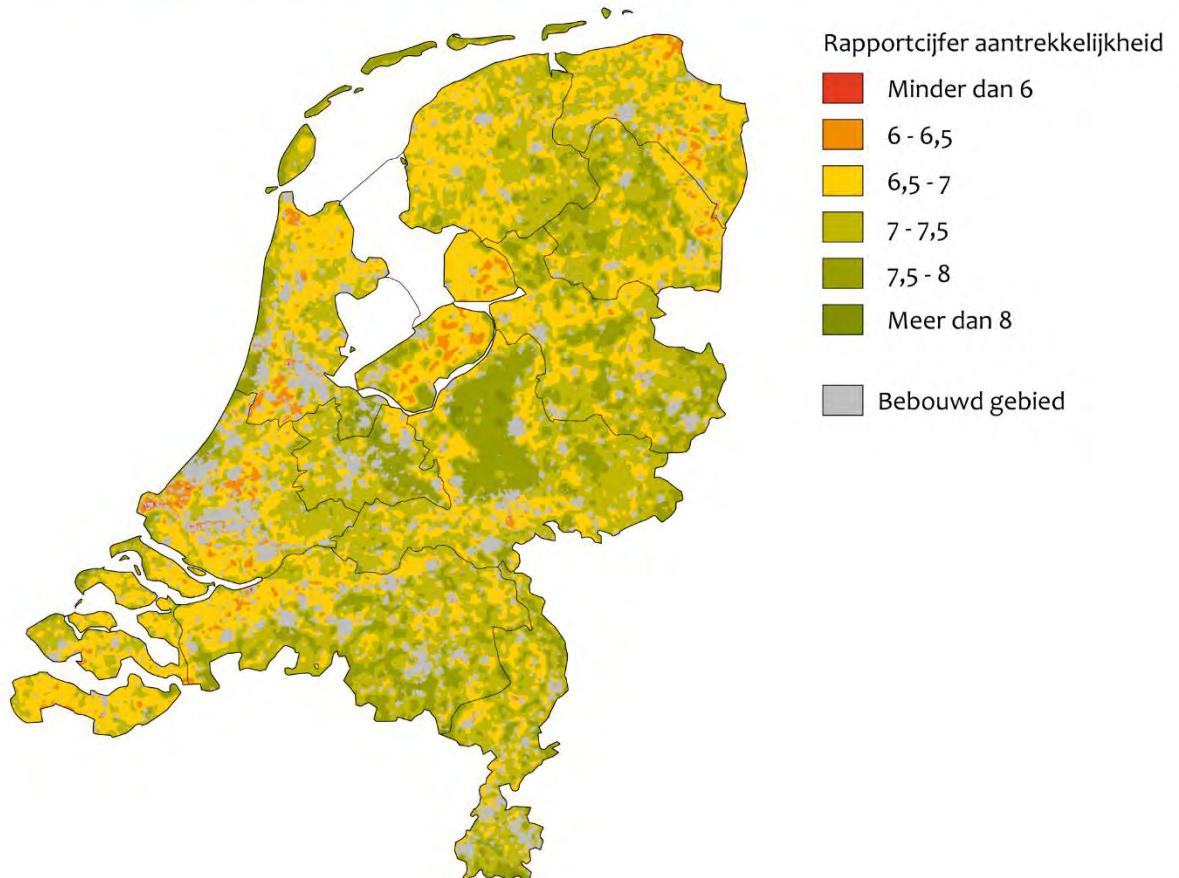 Rapportcijfer aantrekkelijkheid
Minder dan 6
6 - 6,5
6,5 - 7
7 - 7,5
7,5 - 8
Meer dan 8
Bebouwd gebied